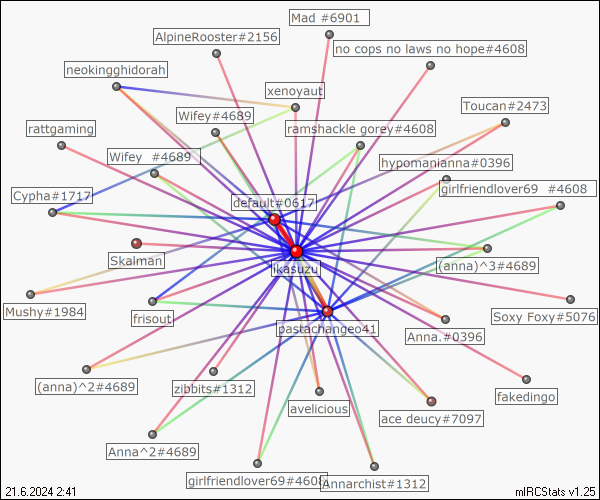 Mad #6901
AlpineRooster#2156
no cops no laws no hope#4608
neokingghidorah
xenoyaut
Toucan#2473
Wifey#4689
rattgaming
ramshackle gorey#4608
Wifey #4689
hypomanianna#0396
Cypha#1717
default#0617
girlfriendlover69 #4608
Skalman
ikasuzu
(anna)^3#4689
Mushy#1984
frisout
pastachangeo41
Anna.#0396
Soxy Foxy#5076
(anna)^2#4689
zibbits#1312
avelicious
ace deucy#7097
fakedingo
Anna^2#4689
girlfriendlover69#4608
Annarchist#1312
21.6.2024 2:41
mIRCStats v1.25